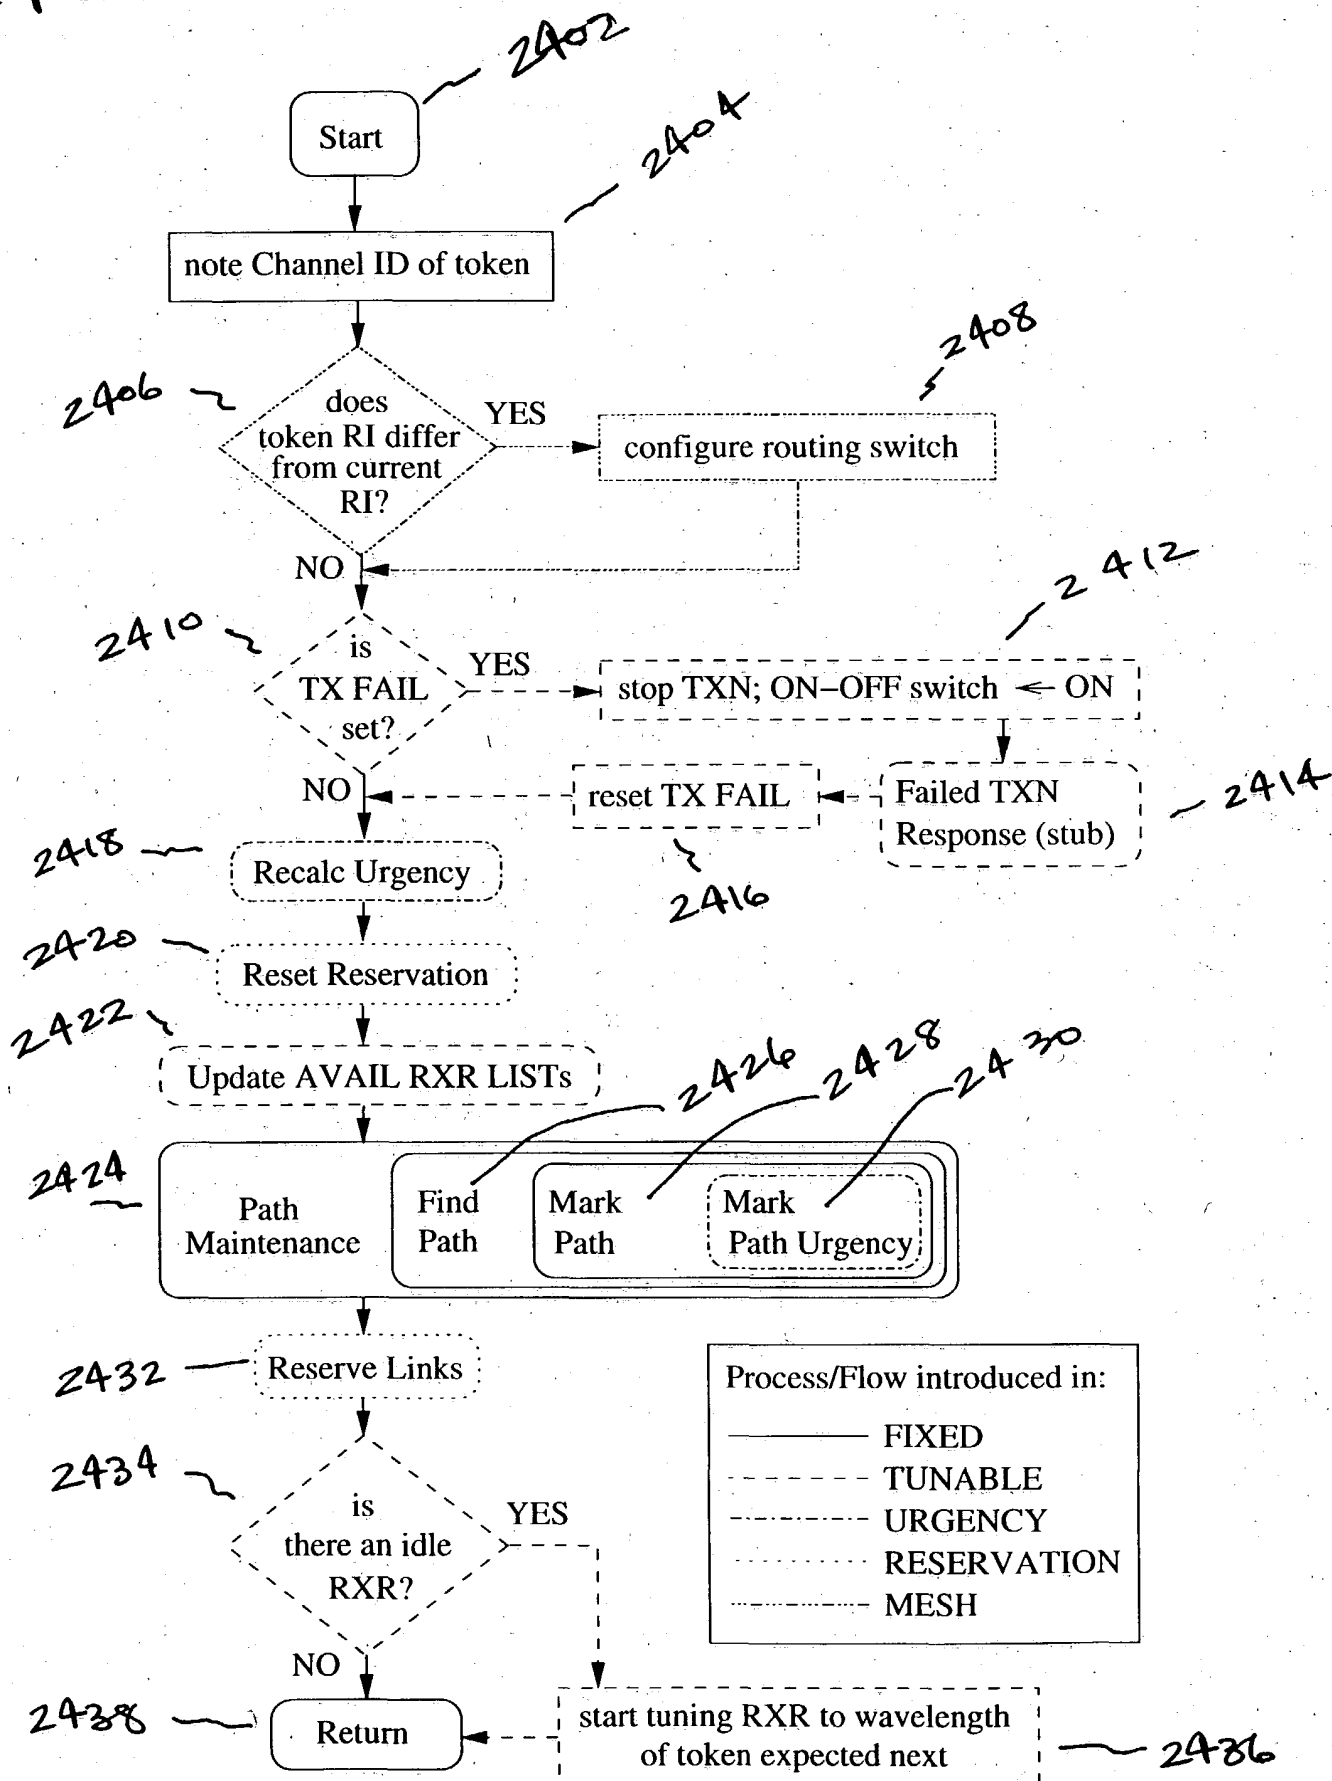 2402
Start
2404
note Channel ID of token
2408
2406
does
token RI differ
from current
RI?
YES
configure routing switch
NO
2412
2410
is
TX FAIL
set?
YES
stop TXN; ON–OFF switch ← ON
NO
reset TX FAIL
Failed TXN
Response (stub)
2414
2416
2418
Recalc Urgency
2420
Reset Reservation
2422
Update AVAIL RXR LISTs
2426
2428
2430
2424
Path
Maintenance
Find
Path
Mark
Path
Mark
Path Urgency
2432
Reserve Links
Process/Flow introduced in:
FIXED
TUNABLE
URGENCY
RESERVATION
MESH
2434
is
there an idle
RXR?
YES
NO
2438
Return
start tuning RXR to wavelength
of token expected next
2436